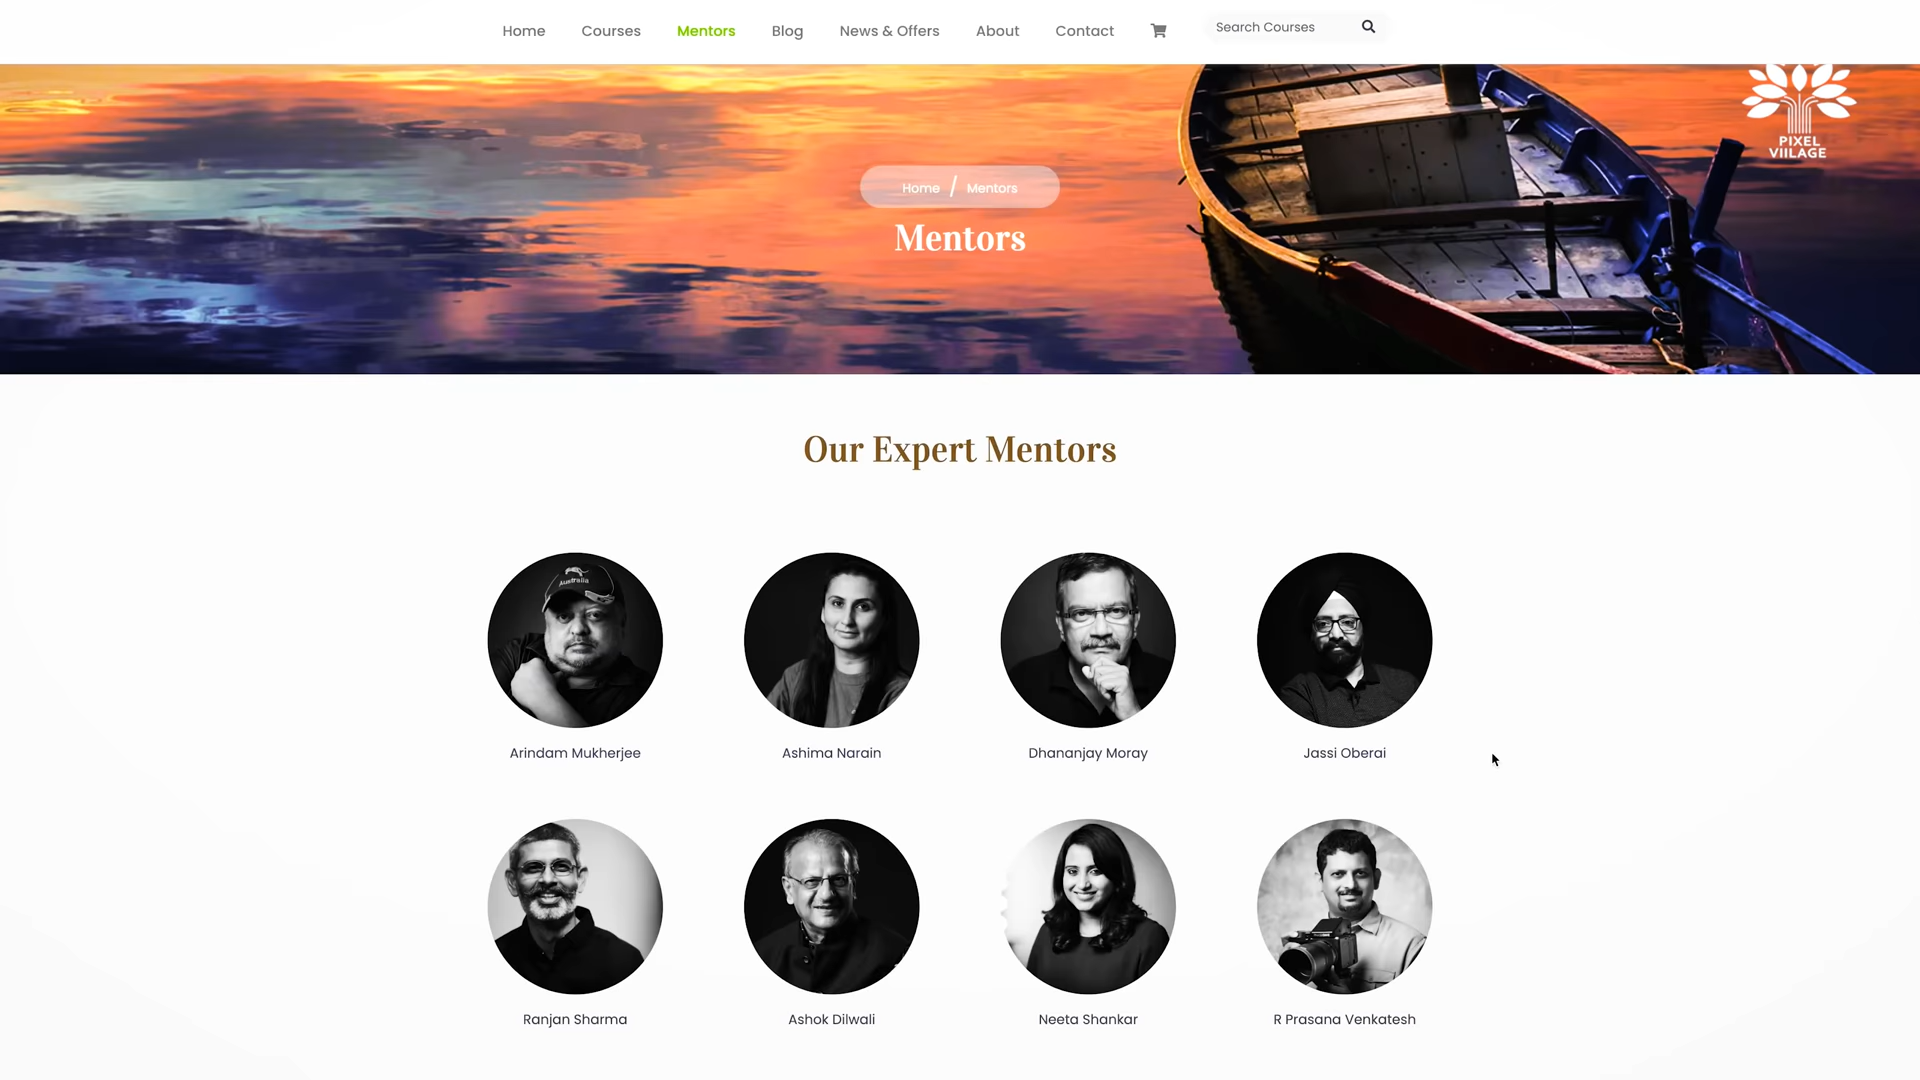 Home Courses Mentors Blog News & Offers About Contact Search Courses
PIXEL
VIILAGE
Home / Mentors
Mentors
Our Expert Mentors
Australia
Arindam Mukherjee Ashima Narain Dhananjay Moray Jassi Oberai
Ranjan Sharma Ashok Dilwali Neeta Shankar R Prasana Venkatesh